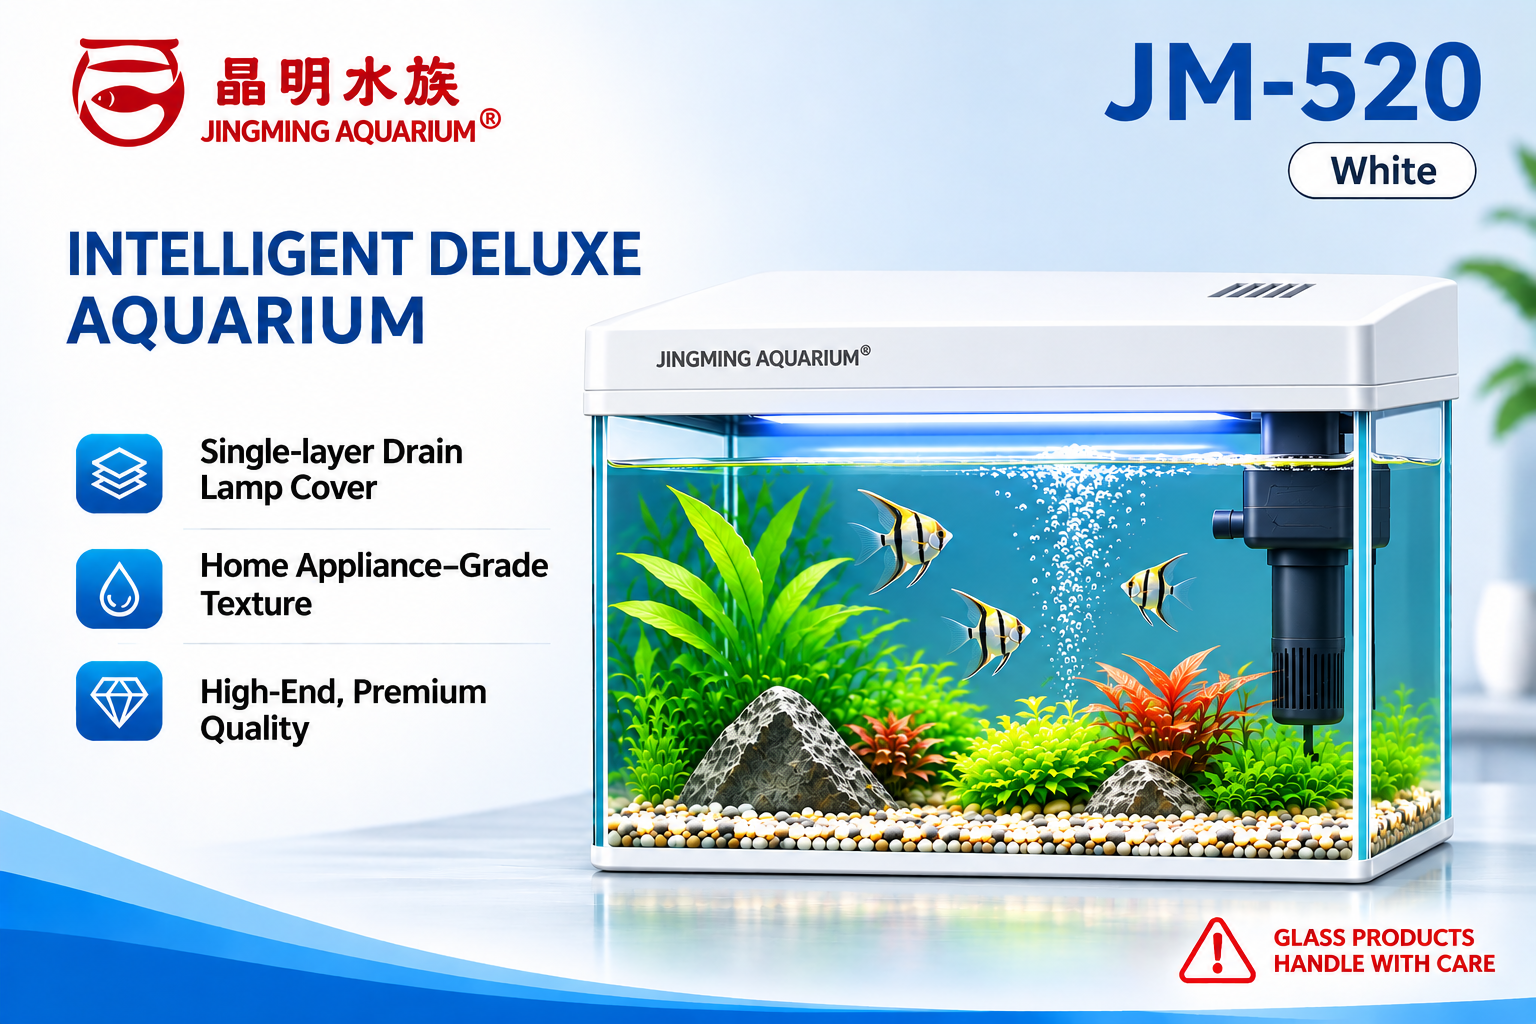 晶明水族
JINGMING AQUARIUM®
JM-520
White
INTELLIGENT DELUXE
AQUARIUM
Single-layer Drain
Lamp Cover
Home Appliance–Grade
Texture
High-End, Premium
Quality
JINGMING AQUARIUM®
GLASS PRODUCTS
HANDLE WITH CARE